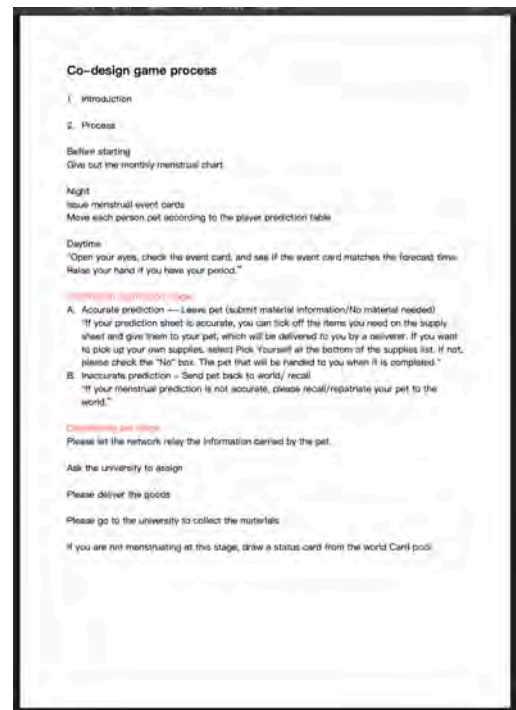 Co-design game process
1. Introduction
2. Process
Before starting
Give out the monthly menstrual chart
Night
Issue menstrual event cards
Move each person pet according to the player prediction table
Daytime
"Open your eyes, check the event card, and see if the event card matches the forecast time.
Raise your hand if you have your period."
A. Accurate prediction –– Leave pet (submit material information/No material needed)
"If your prediction sheet is accurate, you can tick off the items you need on the supply
sheet and give them to your pet, which will be delivered to you by a deliverer. If you want
to pick up your own supplies, select Pick Yourself at the bottom of the supplies list. If not,
please check the "No" box. The pet that will be handed to you when it is completed."
B. Inaccurate prediction – Send pet back to world/ recall
"If your menstrual prediction is not accurate, please recall/repatriate your pet to the
world."
Please let the network relay the information carried by the pet.
Ask the university to assign
Please deliver the goods
Please go to the university to collect the materials
If you are not menstruating at this stage, draw a status card from the world Card pool